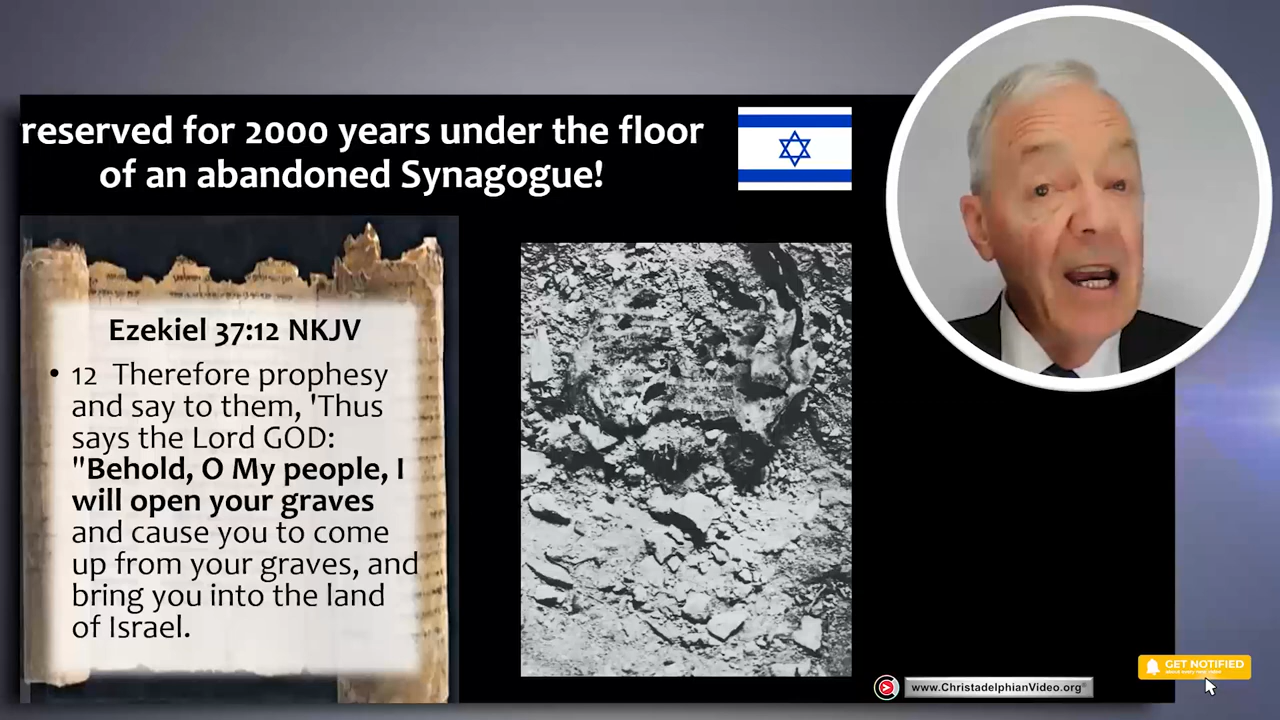 reserved for 2000 years under the floor
of an abandoned Synagogue!
Ezekiel 37:12 NKJV
• 12 Therefore prophesy
and say to them, 'Thus
says the Lord GOD:
"Behold, O My people, I
will open your graves
and cause you to come
up from your graves, and
bring you into the land
of Israel.
www.ChristadelphianVideo.org
GET NOTIFIED